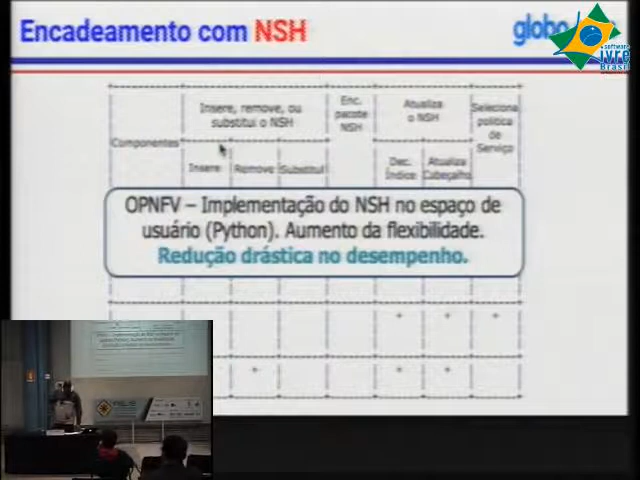 Encadeamento com NSH
globo
software
livre
Brasil
Insere, remove, ou
substitui o NSH
Enc.
pacote
NSH
Atualiza
o NSH
Seleciona
política
de
Serviço
Componentes
Insere
Remove
Substitui
Dec.
Índice
Atualiza
Cabeçalho
OPNFV – Implementação do NSH no espaço de
usuário (Python). Aumento da flexibilidade.
Redução drástica no desempenho.
+ + +
+ + +